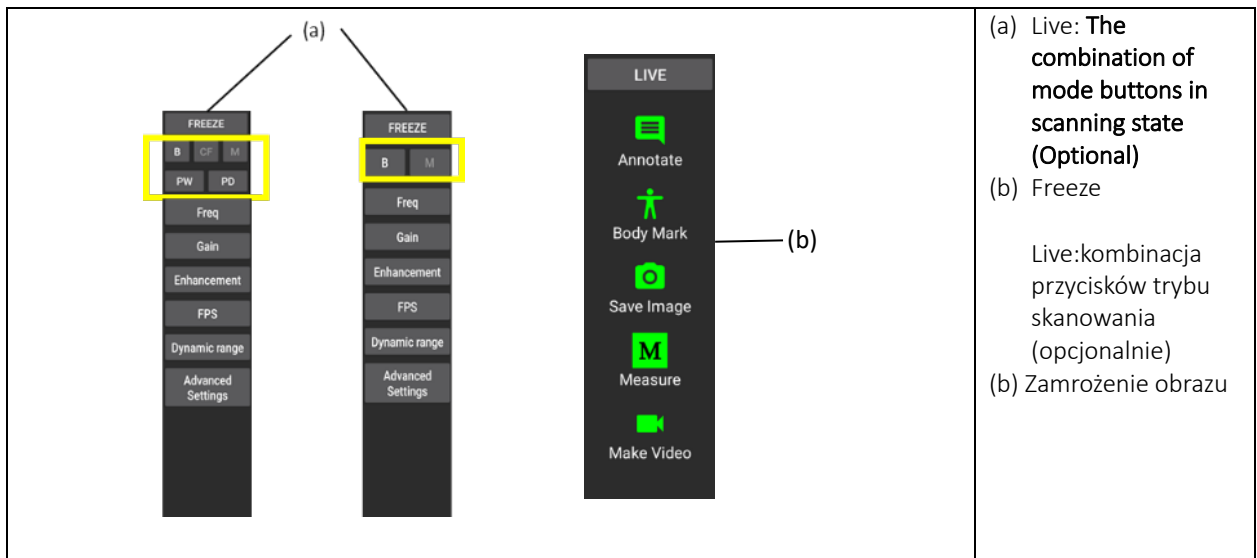 (a)
FREEZE
B CF M
PW PD
Freq
Gain
Enhancement
FPS
Dynamic range
Advanced
Settings
FREEZE
B M
Freq
Gain
Enhancement
FPS
Dynamic range
Advanced
Settings
LIVE
Annotate
Body Mark
Save Image
M
Measure
Make Video
(b)
(a) Live: The
combination of
mode buttons in
scanning state
(Optional)
(b) Freeze
Live:kombinacja
przycisków trybu
skanowania
(opcjonalnie)
(b) Zamrożenie obrazu